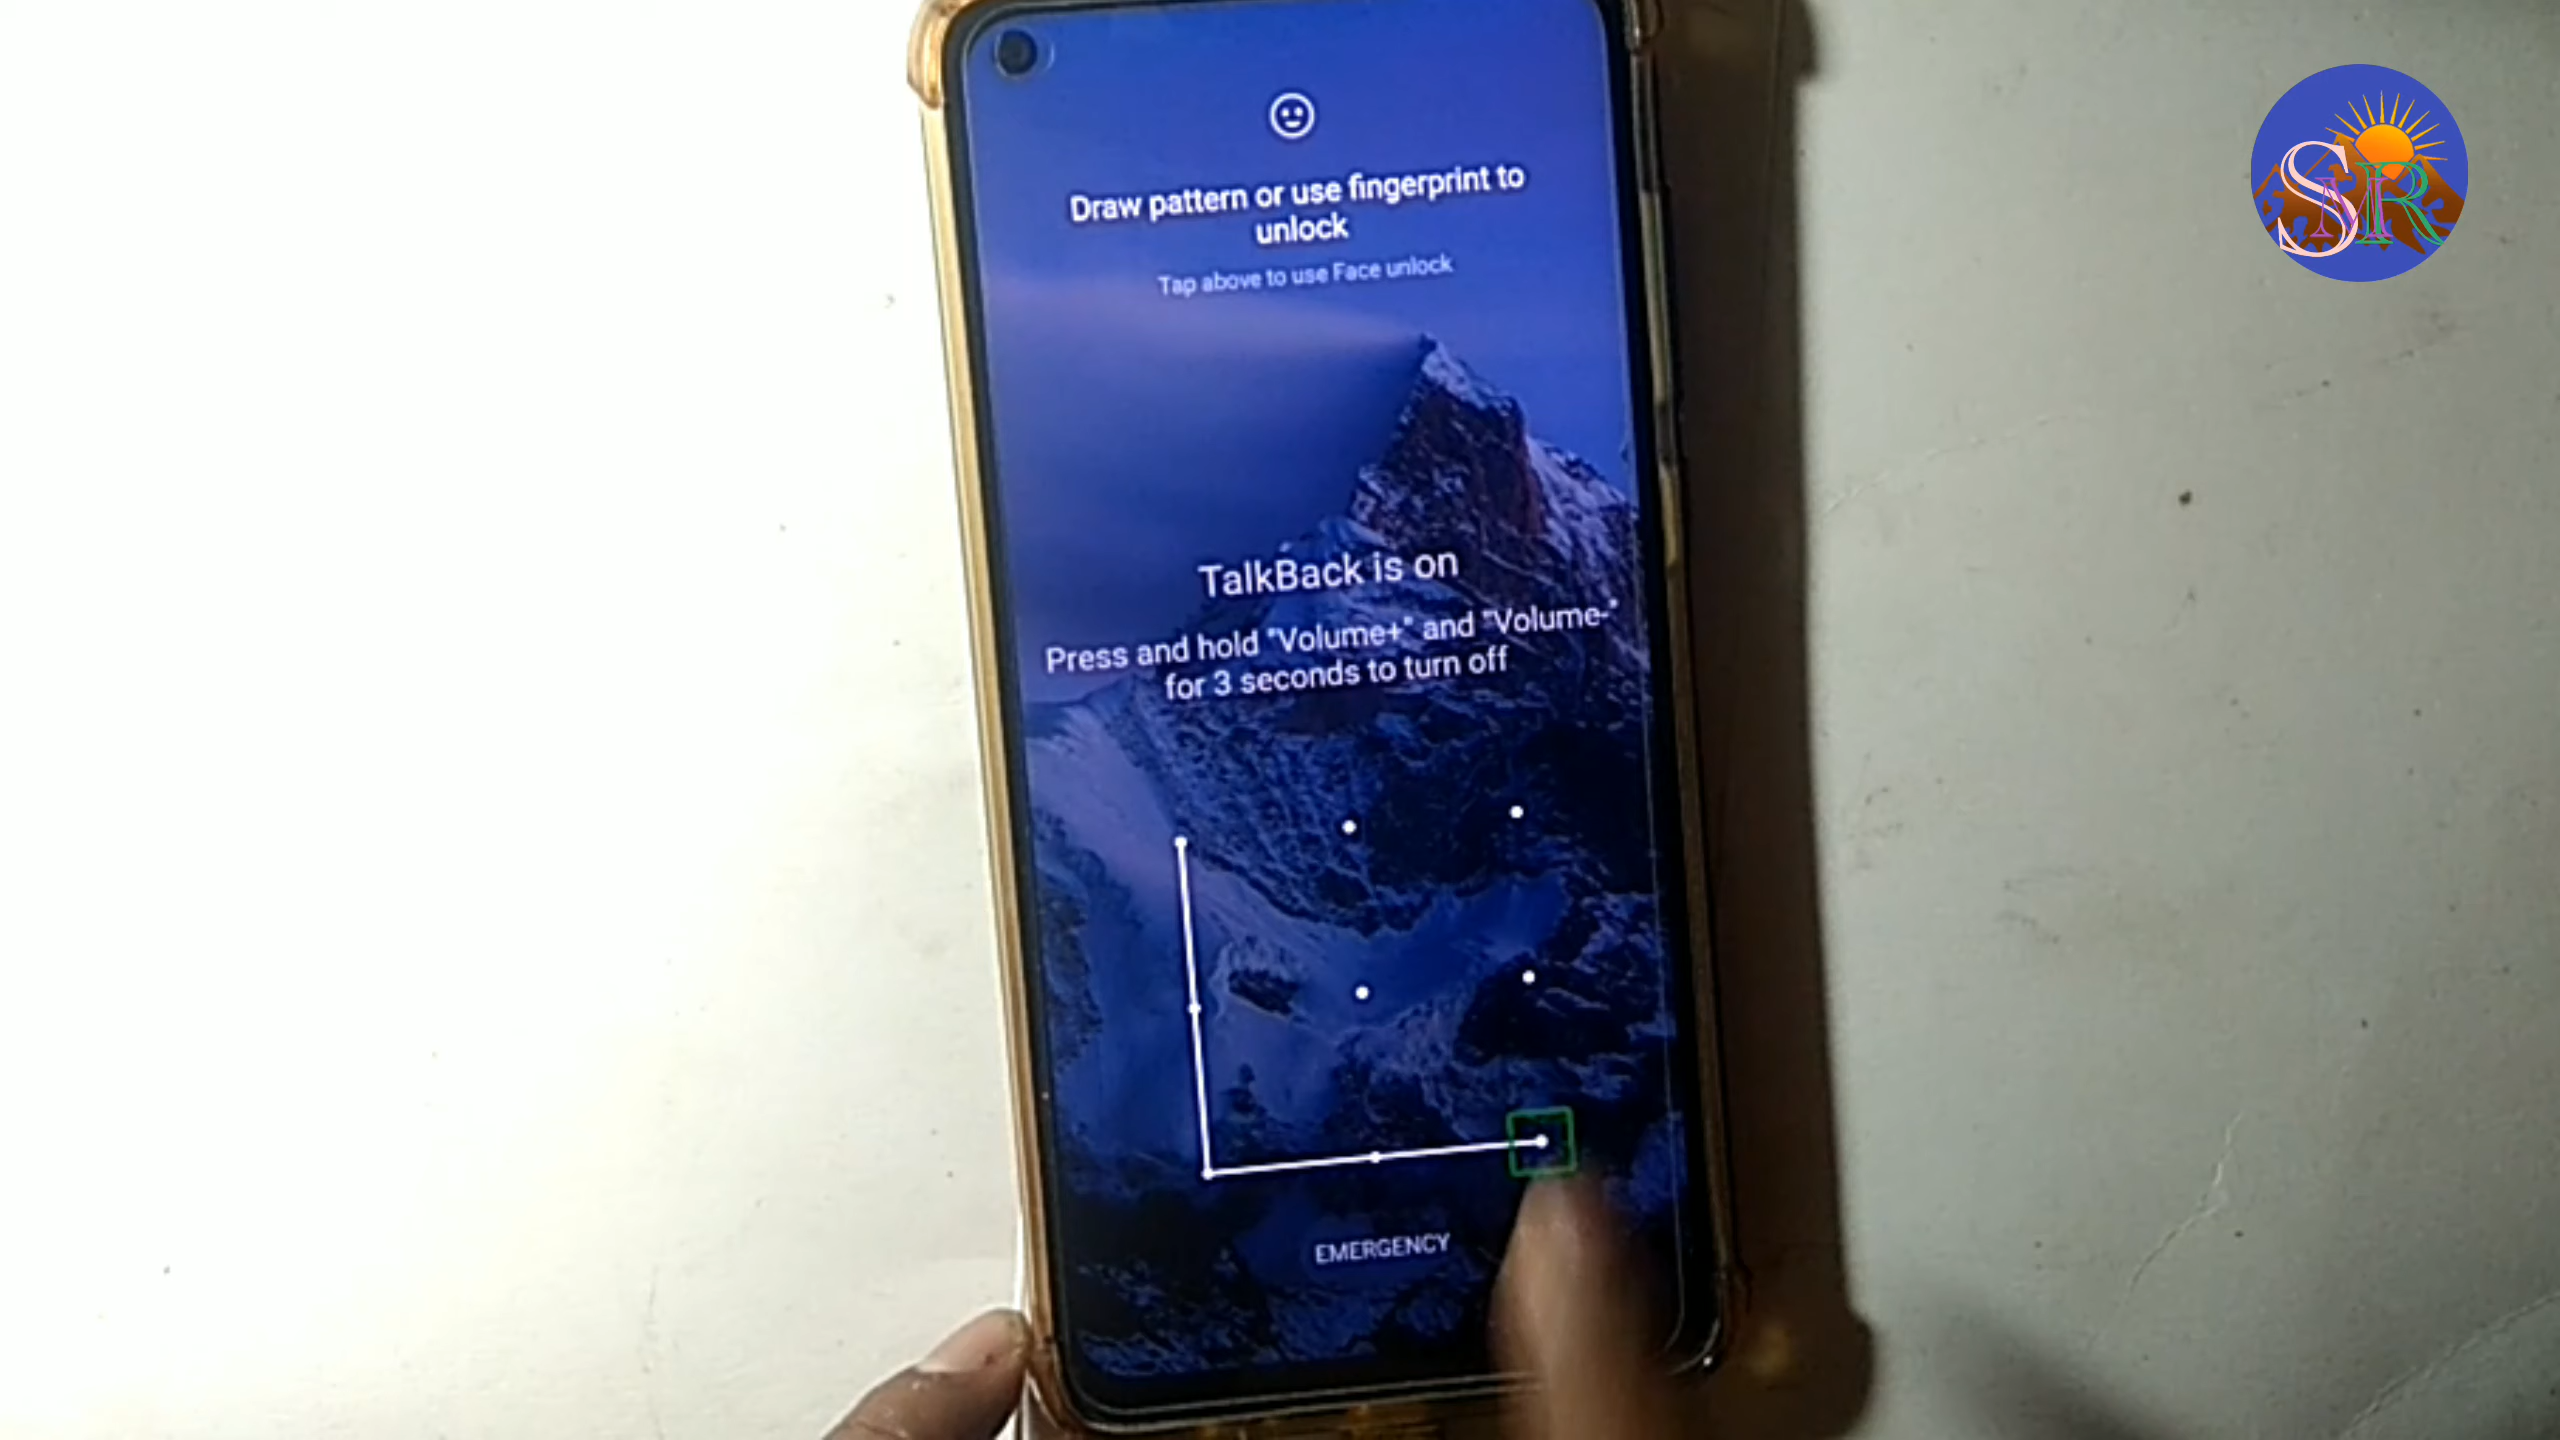 SMR
Draw pattern or use fingerprint to
unlock
Tap above to use Face unlock
TalkBack is on
Press and hold "Volume+" and "Volume-"
for 3 seconds to turn off
EMERGENCY